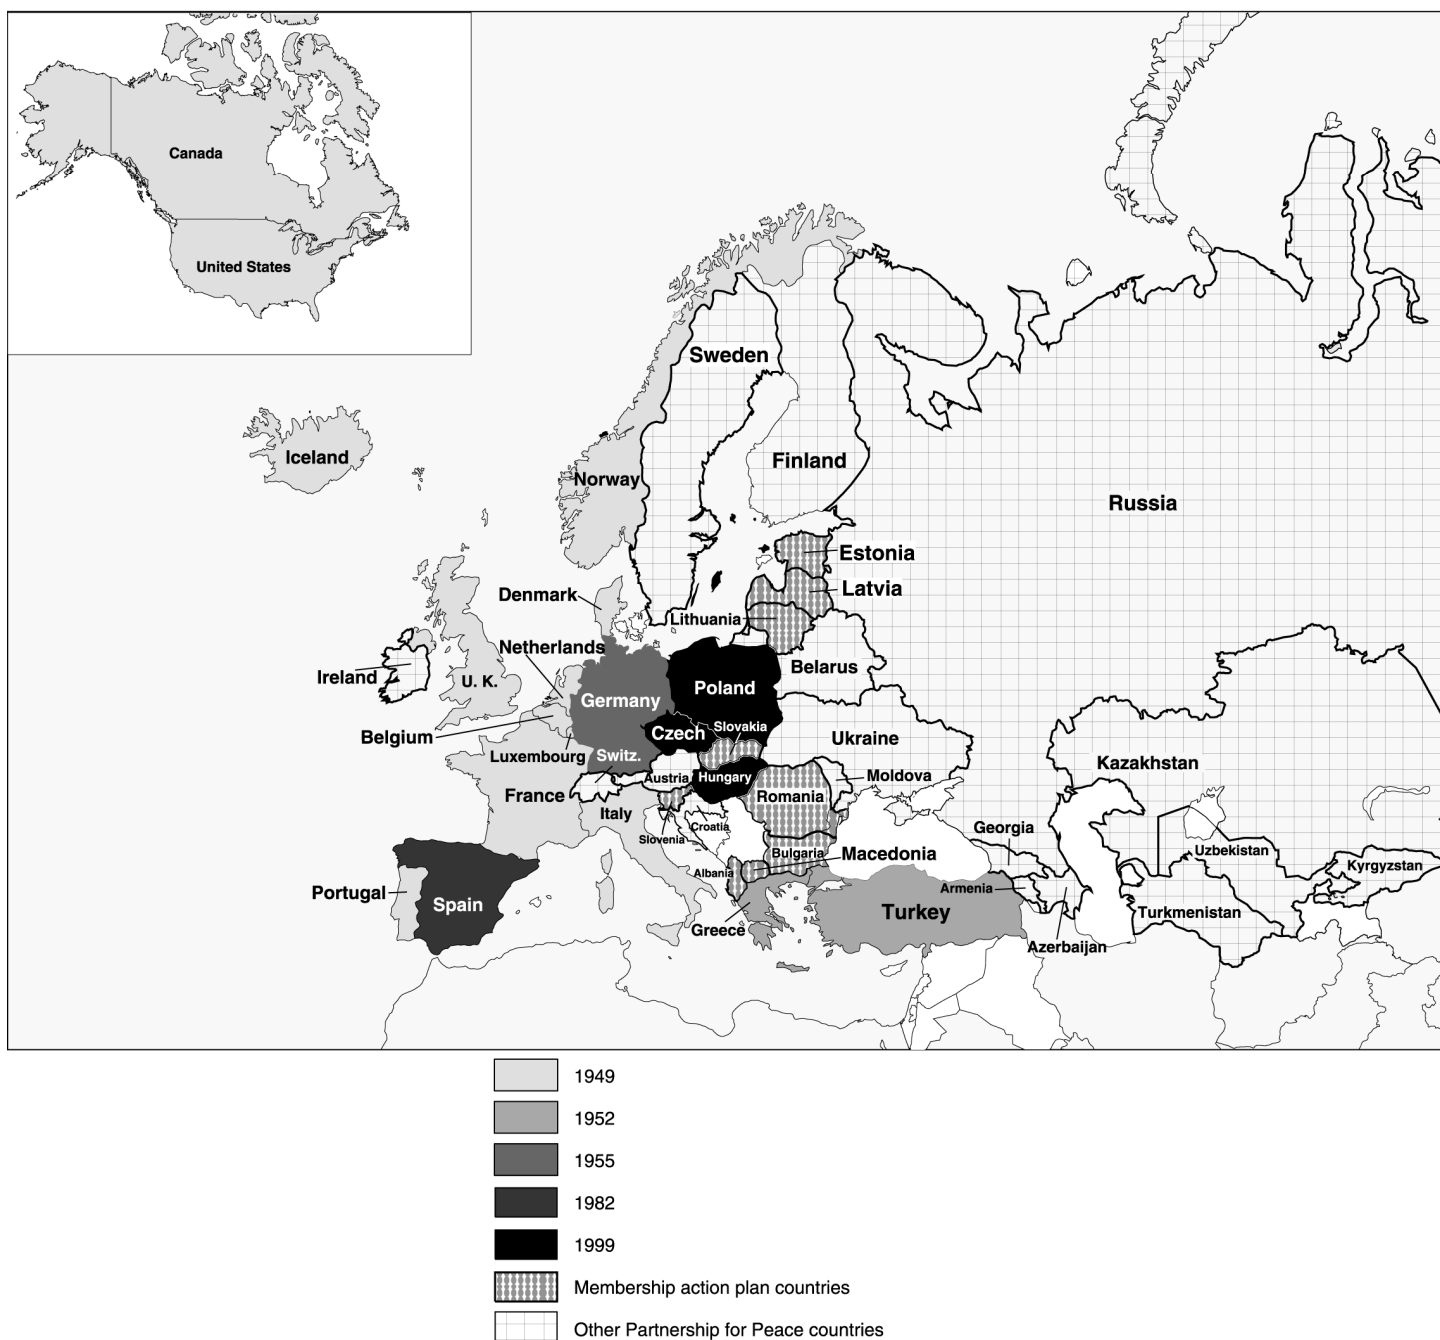 Canada
United States
Sweden
Iceland
Finland
Norway
Russia
Estonia
Denmark
Latvia
Lithuania
Netherlands
Belarus
Ireland
U. K.
Poland
Germany
Belgium
Czech
Slovakia
Ukraine
Luxembourg
Switz.
Kazakhstan
Austria
Hungary
Moldova
France
Romania
Italy
Croatia
Georgia
Slovenia
Bulgaria
Macedonia
Uzbekistan
Kyrgyzstan
Albania
Portugal
Armenia
Spain
Turkey
Turkmenistan
Greece
Azerbaijan
1949
1952
1955
1982
1999
Membership action plan countries
Other Partnership for Peace countries